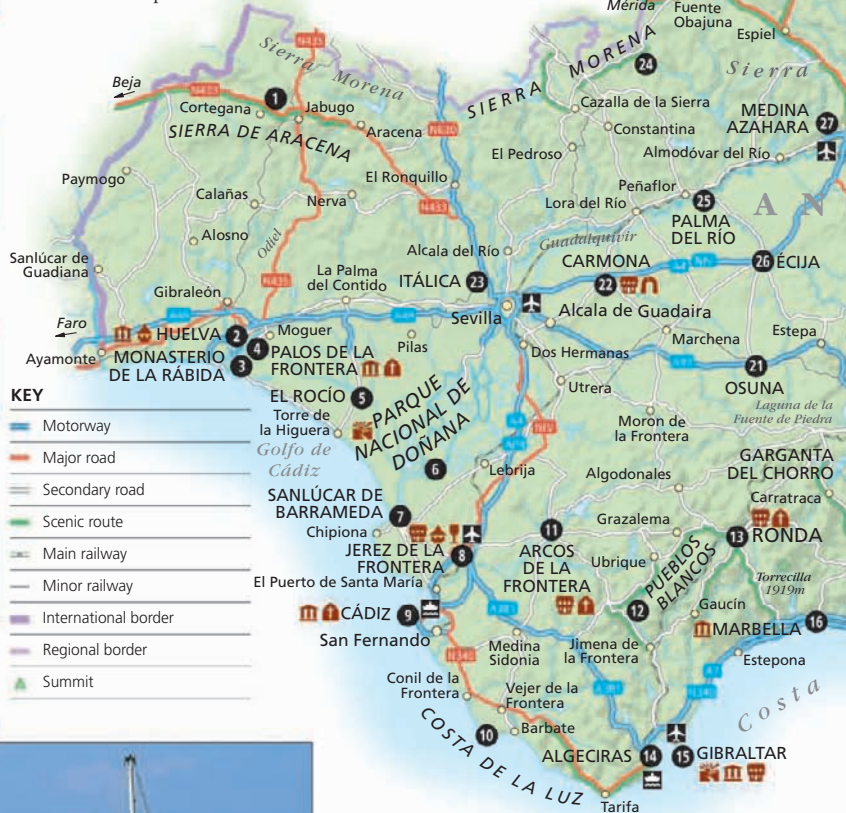 Mérida
Fuente
Obajuna
Espiel
N435
Sierra Morena
SIERRA MORENA
24
Sierra
Beja
N433
1
Cortegana
Jabugo
SIERRA DE ARACENA
Aracena
N630
Cazalla de la Sierra
Constantina
MEDINA
AZAHARA
27
El Pedroso
Almodóvar del Río
Paymogo
El Ronquillo
Calañas
Nerva
N433
Peñaflor
25
Lora del Río
PALMA
DEL RÍO
A N
Alosno
Odiel
Alcala del Río
Guadalquivir
Sanlúcar de
Guadiana
N435
La Palma
del Contido
ITÁLICA
23
CARMONA
22
26
ÉCIJA
Gibraleón
Sevilla
Alcala de Guadaira
Faro
HUELVA
2
Moguer
Pilas
Marchena
Estepa
Ayamonte
MONASTERIO
DE LA RÁBIDA
3
4
PALOS DE LA
FRONTERA
Dos Hermanas
21
OSUNA
KEY
EL ROCÍO
5
PARQUE
NACIONAL DE
DOÑANA
Utrera
Torre de
la Higuera
Moron de
la Frontera
Laguna de la
Fuente de Piedra
Motorway
Major road
Secondary road
Scenic route
Main railway
Minor railway
International border
Regional border
Summit
Golfo de
Cádiz
6
NIV
Lebrija
Algodonales
GARGANTA
DEL CHORRO
Carratraca
SANLÚCAR DE
BARRAMEDA
7
Chipiona
JEREZ DE LA
FRONTERA
8
11
ARCOS
DE LA
FRONTERA
Grazalema
13
RONDA
Ubrique
PUEBLOS
BLANCOS
12
Torrecilla
1919m
El Puerto de Santa María
CÁDIZ
9
San Fernando
A381
Gaucín
MARBELLA
16
Medina
Sidonia
Jimena de
la Frontera
Estepona
N340
Conil de la
Frontera
Vejer de la
Frontera
A381
A7
N340
Costa
10
Barbate
COSTA DE LA LUZ
ALGECIRAS
14
15
GIBRALTAR
Tarifa